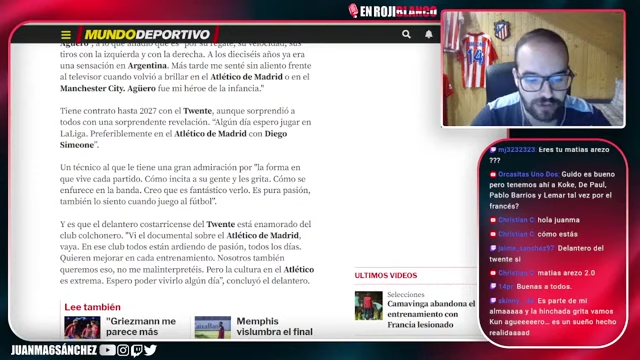 EN ROJIBLANCO
MUNDODEPORTIVO
Agüero", a lo que añadió que es "por su regate, su velocidad, sus
tiros con la izquierda y con la derecha. A los dieciséis años ya era
una sensación en Argentina. Más tarde me senté sin aliento frente
al televisor cuando volvió a brillar en el Atlético de Madrid o en el
Manchester City. Agüero fue mi héroe de la infancia."
Tiene contrato hasta 2027 con el Twente, aunque sorprendió a
todos con una sorprendente revelación. "Algún día espero jugar en
LaLiga. Preferiblemente en el Atlético de Madrid con Diego
Simeone".
Un técnico al que le tiene una gran admiración por "la forma en
que vive cada partido. Cómo incita a su gente y les grita. Cómo se
enfurece en la banda. Creo que es fantástico verlo. Es pura pasión,
también lo siento cuando juego al fútbol".
Y es que el delantero costarricense del Twente está enamorado del
club colchonero. "Vi el documental sobre el Atlético de Madrid,
vaya. En ese club todos están ardiendo de pasión, todos los días.
Quieren mejorar en cada entrenamiento. Nosotros también
queremos eso, no me malinterpretéis. Pero la cultura en el Atlético
es extrema. Espero poder vivirlo algún día", concluyó el delantero.
Lee también
"Griezmann me
parece más
Memphis
vislumbra el final
ULTIMOS VIDEOS
Selecciones
Camavinga abandona el
entrenamiento con
Francia lesionado
14
mj3232323: Eres tu matias arezo
???
Orcasitas Uno Dos: Guido es bueno
pero tenemos ahí a Koke, De Paul,
Pablo Barrios y Lemar tal vez por el
francés?
Christian C: hola juanma
Christian C: cómo estás
jaime_sanchez97: Delantero del
twente si
Christian C: matias arezo 2.0
14pr: Buenas a todos.
Es parte de mi
almaaaaa y la hinchada grita vamos
Kun agueeeero... es un sueño hecho
realidaaaad
JUANMA6SÁNCHEZ